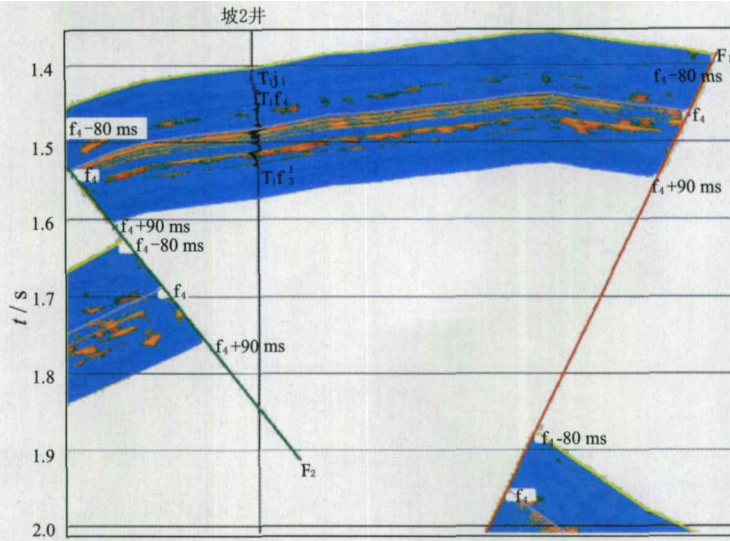 坡2井
1.4
T₁j₁
F₁
f₄-80 ms
T₁f₄
f₄
f₄-80 ms
1.5
f₄
T₁f₃¹
f₄+90 ms
1.6
f₄+90 ms
f₄-80 ms
t / s
1.7
f₄
f₄+90 ms
1.8
f₄-80 ms
1.9
F₂
f₄
2.0